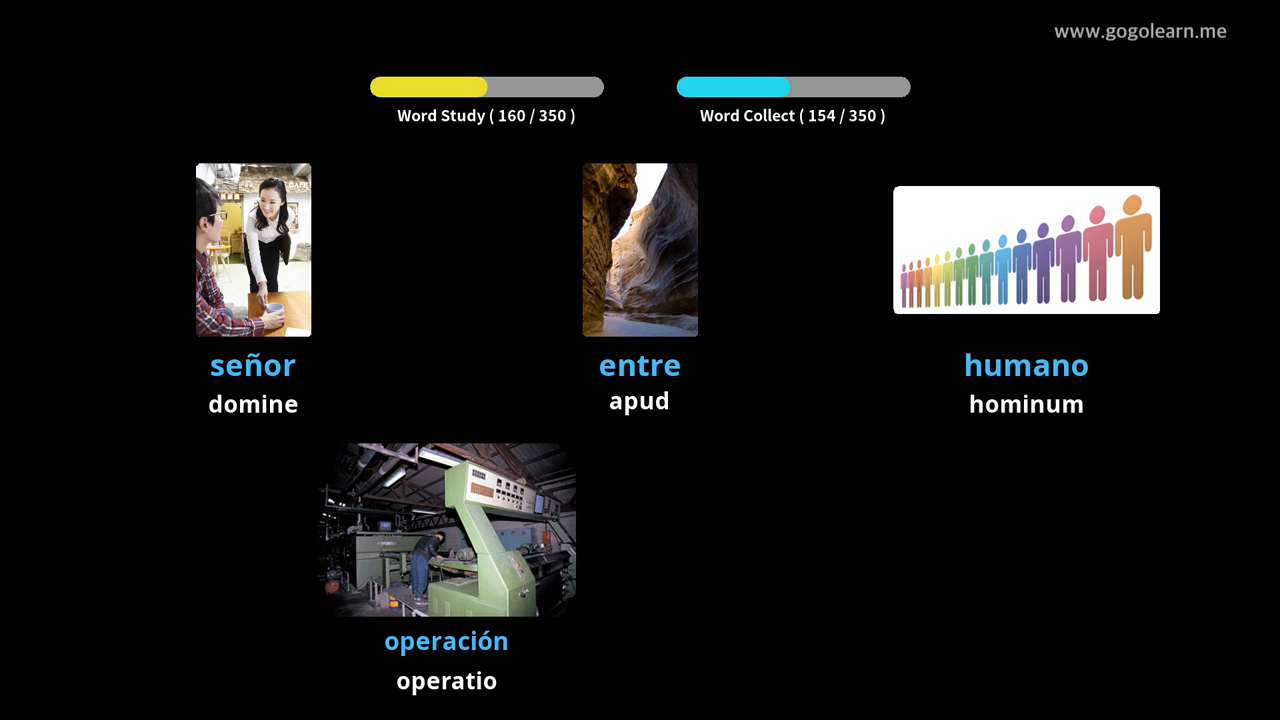 www.gogolearn.me
Word Study ( 160 / 350 )
Word Collect ( 154 / 350 )
señor
domine
entre
apud
humano
hominum
operación
operatio